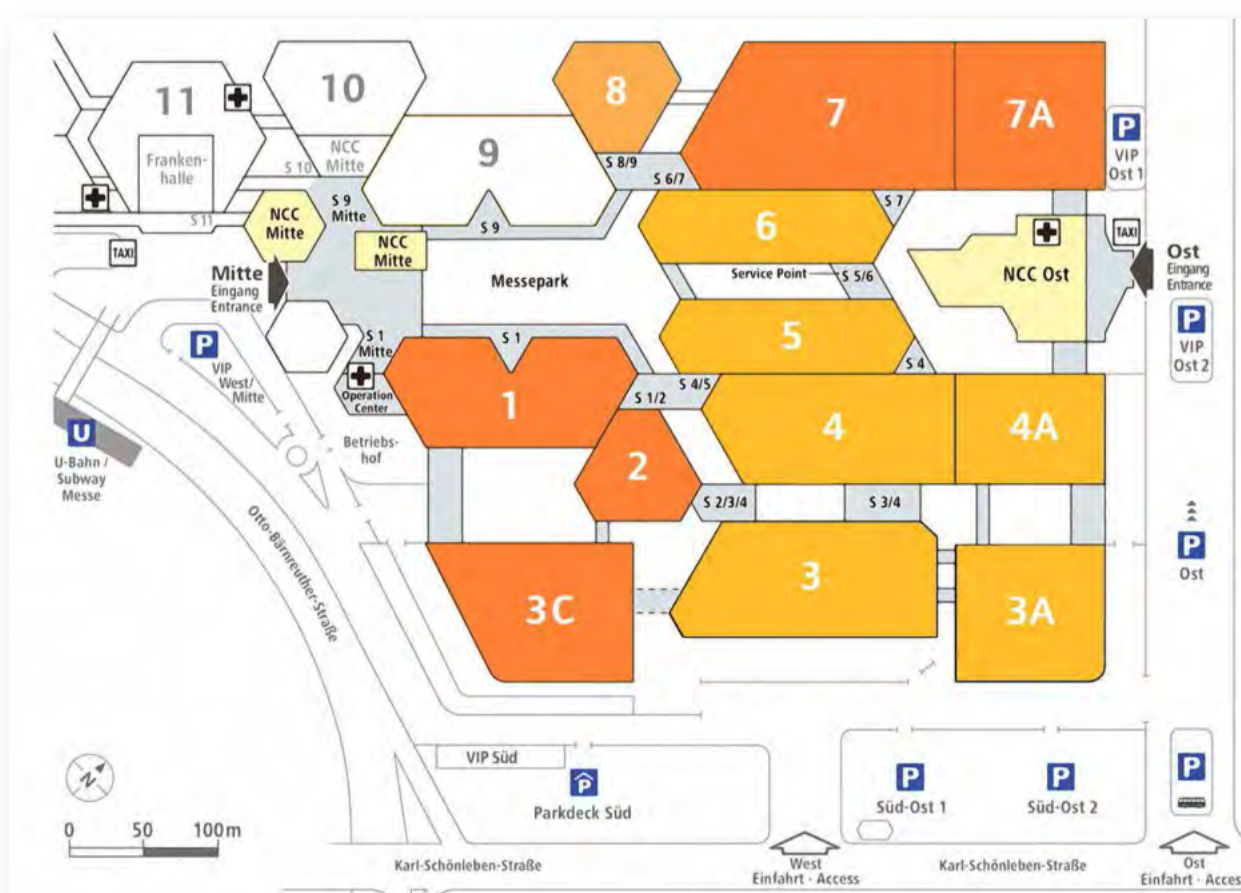 11
Franken-
halle
10
NCC
Mitte
S 10
9
8
S 8/9
S 6/7
7
7A
P
VIP
Ost 1
S 11
NCC
Mitte
S 9
Mitte
NCC
Mitte
S 9
6
S 7
TAXI
TAXI
Mitte
Eingang
Entrance
Messepark
Service Point
S 5/6
NCC Ost
Ost
Eingang
Entrance
P
VIP
Ost 2
P
VIP
West/
Mitte
S 1
Mitte
S 1
5
S 4
Operation
Center
1
S 4/5
S 1/2
4
4A
U
U-Bahn /
Subway
Messe
Betriebs-
hof
2
S 2/3/4
S 3/4
P
Ost
Otto-Bärnreuther-Straße
3C
3
3A
N
0 50 100 m
VIP Süd
P
Parkdeck Süd
P
Süd-Ost 1
P
Süd-Ost 2
P
Karl-Schönleben-Straße
West
Einfahrt · Access
Karl-Schönleben-Straße
Ost
Einfahrt · Access